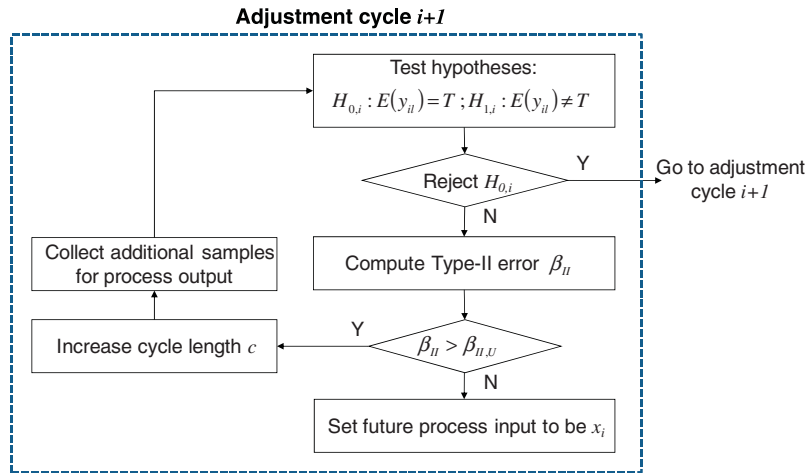 Adjustment cycle i+1
Test hypotheses:
H0,i : E(yil) = T ; H1,i : E(yil) ≠ T
Reject H0,i
Y
Go to adjustment
cycle i+1
N
Compute Type-II error βII
Collect additional samples
for process output
Increase cycle length c
Y
βII > βII,U
N
Set future process input to be xi